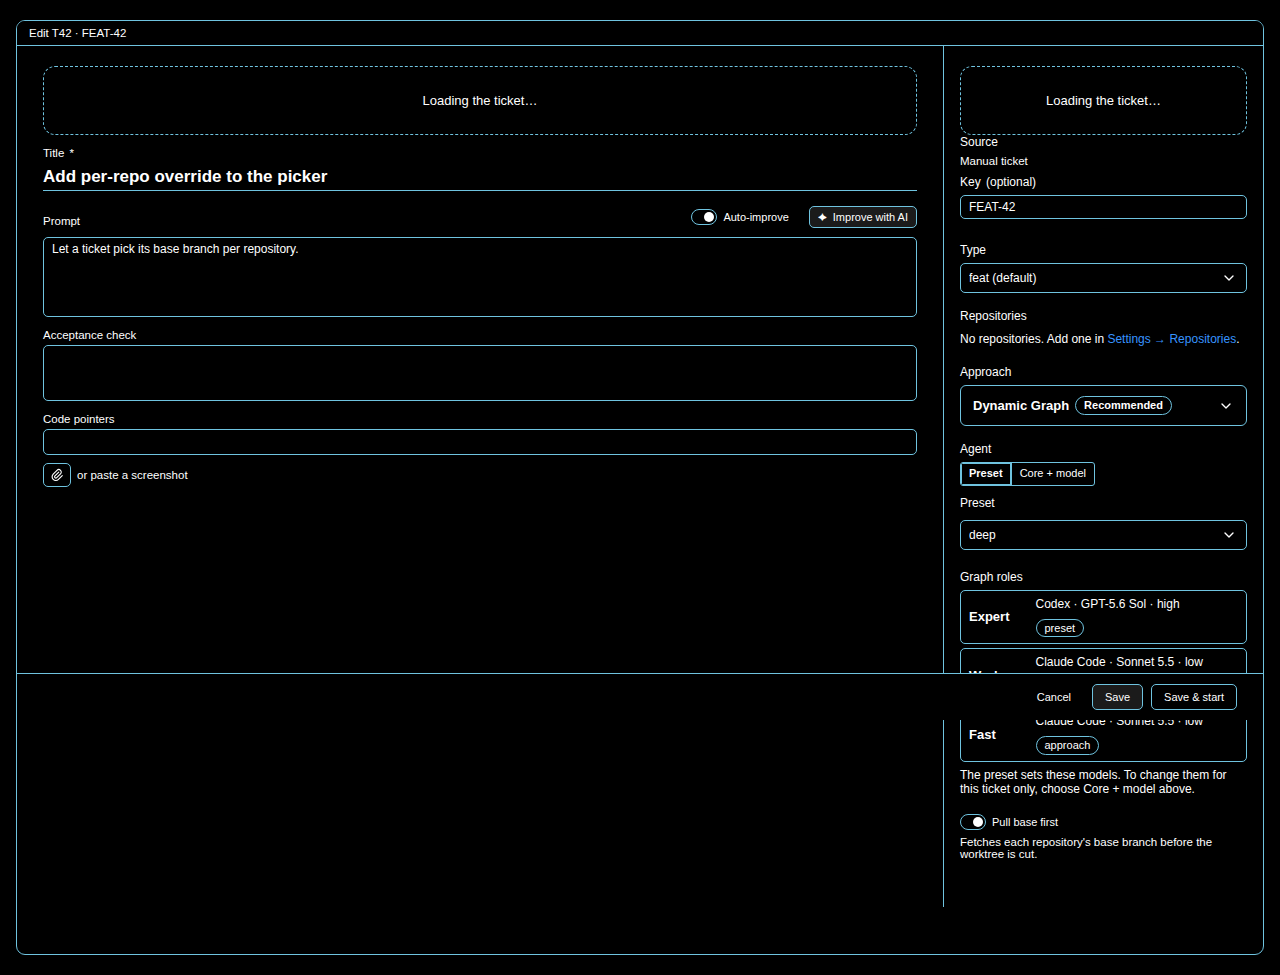 Edit T42 · FEAT-42
Loading the ticket…
Title *
Add per-repo override to the picker
Prompt
Auto-improve
✦ Improve with AI
Let a ticket pick its base branch per repository.
Acceptance check
Code pointers
or paste a screenshot
Loading the ticket…
Source
Manual ticket
Key (optional)
FEAT-42
Type
feat (default)
Repositories
No repositories. Add one in Settings → Repositories.
Approach
Dynamic Graph Recommended
Agent
Preset Core + model
Preset
deep
Graph roles
Expert
Codex · GPT-5.6 Sol · high
preset
Claude Code · Sonnet 5.5 · low
Cancel
Save
Save & start
Claude Code · Sonnet 5.5 · low
Fast
approach
The preset sets these models. To change them for
this ticket only, choose Core + model above.
Pull base first
Fetches each repository's base branch before the
worktree is cut.